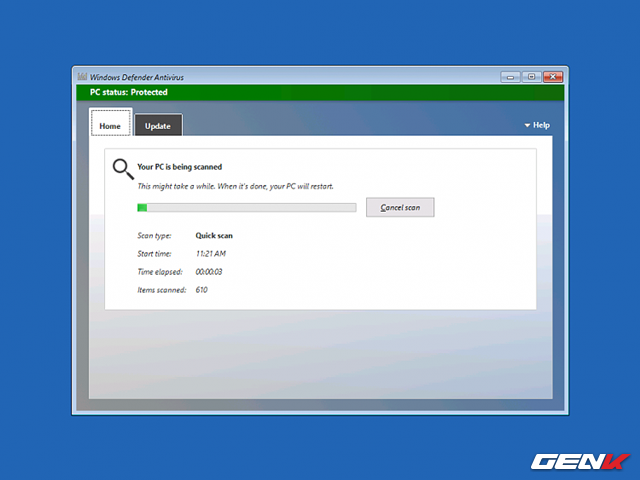 Windows Defender Antivirus
PC status: Protected
Home
Update
Help
Your PC is being scanned
This might take a while. When it's done, your PC will restart.
Cancel scan
Scan type: Quick scan
Start time: 11:21 AM
Time elapsed: 00:00:03
Items scanned: 610
GENK